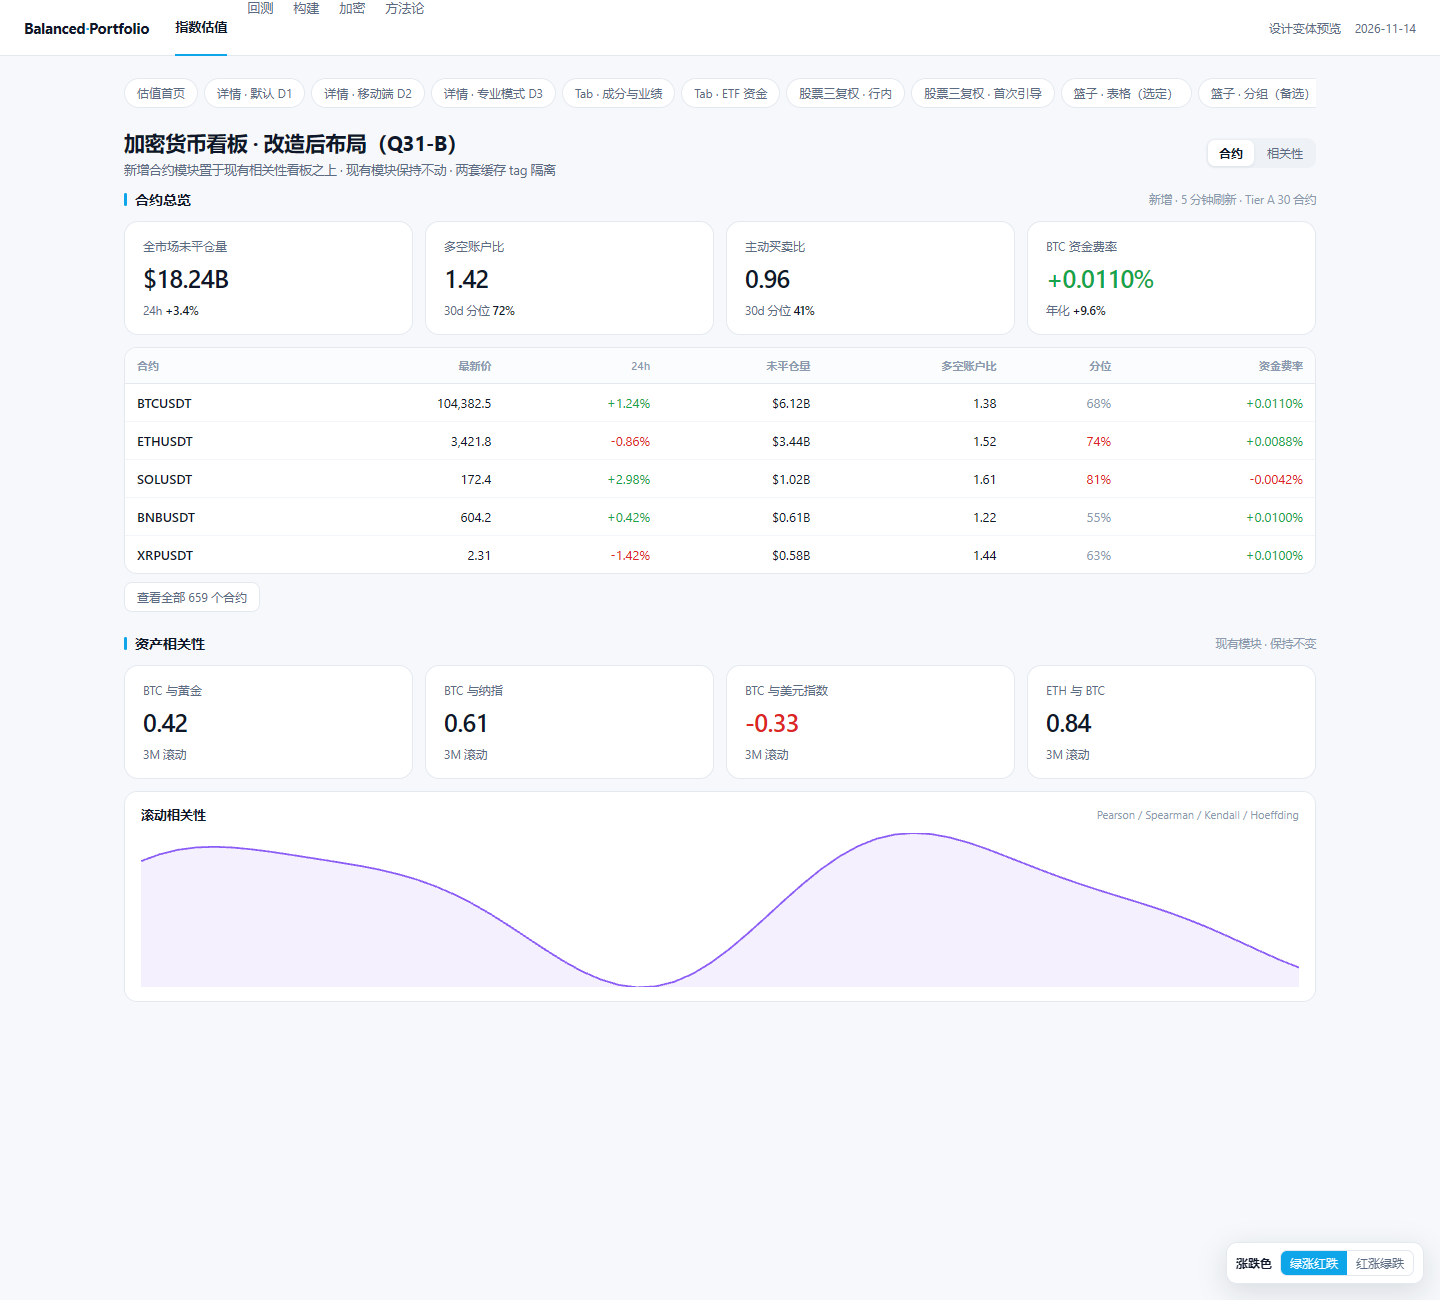 Balanced·Portfolio 指数估值 回测 构建 加密 方法论 设计变体预览 2026-11-14
估值首页 详情 · 默认 D1 详情 · 移动端 D2 详情 · 专业模式 D3 Tab · 成分与业绩 Tab · ETF 资金 股票三复权 · 行内 股票三复权 · 首次引导 篮子 · 表格（选定） 篮子 · 分组（备选）
加密货币看板 · 改造后布局（Q31-B）
新增合约模块置于现有相关性看板之上 · 现有模块保持不动 · 两套缓存 tag 隔离
合约 相关性
合约总览 新增 · 5 分钟刷新 · Tier A 30 合约
全市场未平仓量 多空账户比 主动买卖比 BTC 资金费率
$18.24B 1.42 0.96 +0.0110%
24h +3.4% 30d 分位 72% 30d 分位 41% 年化 +9.6%
合约 最新价 24h 未平仓量 多空账户比 分位 资金费率
BTCUSDT 104,382.5 +1.24% $6.12B 1.38 68% +0.0110%
ETHUSDT 3,421.8 -0.86% $3.44B 1.52 74% +0.0088%
SOLUSDT 172.4 +2.98% $1.02B 1.61 81% -0.0042%
BNBUSDT 604.2 +0.42% $0.61B 1.22 55% +0.0100%
XRPUSDT 2.31 -1.42% $0.58B 1.44 63% +0.0100%
查看全部 659 个合约
资产相关性 现有模块 · 保持不变
BTC 与黄金 BTC 与纳指 BTC 与美元指数 ETH 与 BTC
0.42 0.61 -0.33 0.84
3M 滚动 3M 滚动 3M 滚动 3M 滚动
滚动相关性 Pearson / Spearman / Kendall / Hoeffding
涨跌色 绿涨红跌 红涨绿跌